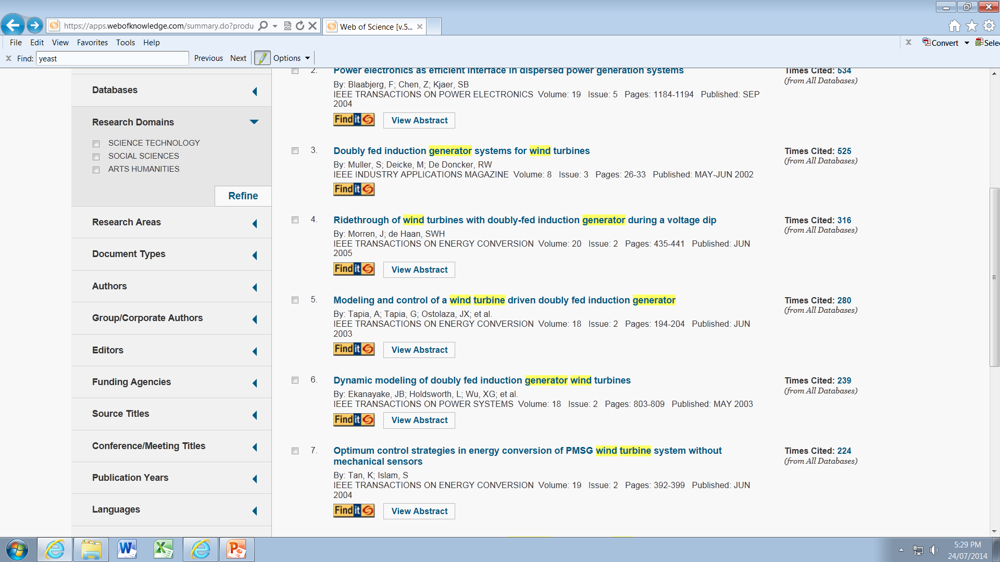 https://apps.webofknowledge.com/summary.do?produ
Web of Science [v.5...
File Edit View Favorites Tools Help
Convert
Sele
Find: yeast Previous Next Options
2. Power electronics as efficient interface in dispersed power generation systems
Times Cited: 534
(from All Databases)
By: Blaabjerg, F; Chen, Z; Kjaer, SB
IEEE TRANSACTIONS ON POWER ELECTRONICS Volume: 19 Issue: 5 Pages: 1184-1194 Published: SEP
2004
Find it View Abstract
Databases
Research Domains
SCIENCE TECHNOLOGY
SOCIAL SCIENCES
ARTS HUMANITIES
Refine
Research Areas
Document Types
Authors
Group/Corporate Authors
Editors
Funding Agencies
Source Titles
Conference/Meeting Titles
Publication Years
Languages
3. Doubly fed induction generator systems for wind turbines
Times Cited: 525
(from All Databases)
By: Muller, S; Deicke, M; De Doncker, RW
IEEE INDUSTRY APPLICATIONS MAGAZINE Volume: 8 Issue: 3 Pages: 26-33 Published: MAY-JUN 2002
Find it
4. Ridethrough of wind turbines with doubly-fed induction generator during a voltage dip
Times Cited: 316
(from All Databases)
By: Morren, J; de Haan, SWH
IEEE TRANSACTIONS ON ENERGY CONVERSION Volume: 20 Issue: 2 Pages: 435-441 Published: JUN
2005
Find it View Abstract
5. Modeling and control of a wind turbine driven doubly fed induction generator
Times Cited: 280
(from All Databases)
By: Tapia, A; Tapia, G; Ostolaza, JX; et al.
IEEE TRANSACTIONS ON ENERGY CONVERSION Volume: 18 Issue: 2 Pages: 194-204 Published: JUN
2003
Find it View Abstract
6. Dynamic modeling of doubly fed induction generator wind turbines
Times Cited: 239
(from All Databases)
By: Ekanayake, JB; Holdsworth, L; Wu, XG; et al.
IEEE TRANSACTIONS ON POWER SYSTEMS Volume: 18 Issue: 2 Pages: 803-809 Published: MAY 2003
Find it View Abstract
7. Optimum control strategies in energy conversion of PMSG wind turbine system without
mechanical sensors
Times Cited: 224
(from All Databases)
By: Tan, K; Islam, S
IEEE TRANSACTIONS ON ENERGY CONVERSION Volume: 19 Issue: 2 Pages: 392-399 Published: JUN
2004
Find it View Abstract
5:29 PM
24/07/2014